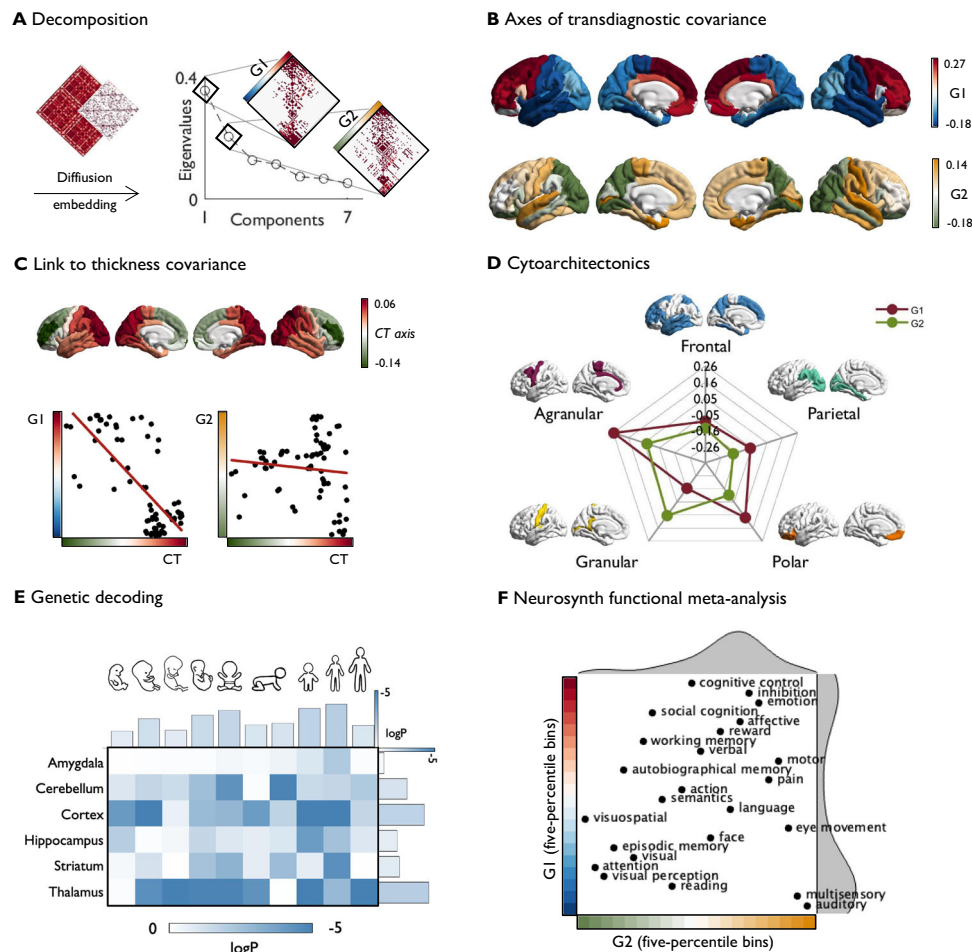 A Decomposition
0.4
Eigenvalues
0
1
Components
7
G1
G2
Diffiusion
embedding
B Axes of transdiagnostic covariance
0.27
G1
-0.18
0.14
G2
-0.18
C Link to thickness covariance
0.06
CT axis
-0.14
G1
CT
G2
CT
D Cytoarchitectonics
G1
G2
Frontal
0.26
0.16
0.05
-0.05
-0.16
-0.26
Agranular
Parietal
Granular
Polar
E Genetic decoding
-5
logP
-5
Amygdala
Cerebellum
Cortex
Hippocampus
Striatum
Thalamus
0
-5
logP
F Neurosynth functional meta-analysis
cognitive control
inhibition
emotion
social cognition
affective
reward
working memory
verbal
motor
autobiographical memory
pain
action
semantics
language
visuospatial
eye movement
face
episodic memory
visual
attention
visual perception
reading
multisensory
auditory
G1 (five-percentile bins)
G2 (five-percentile bins)